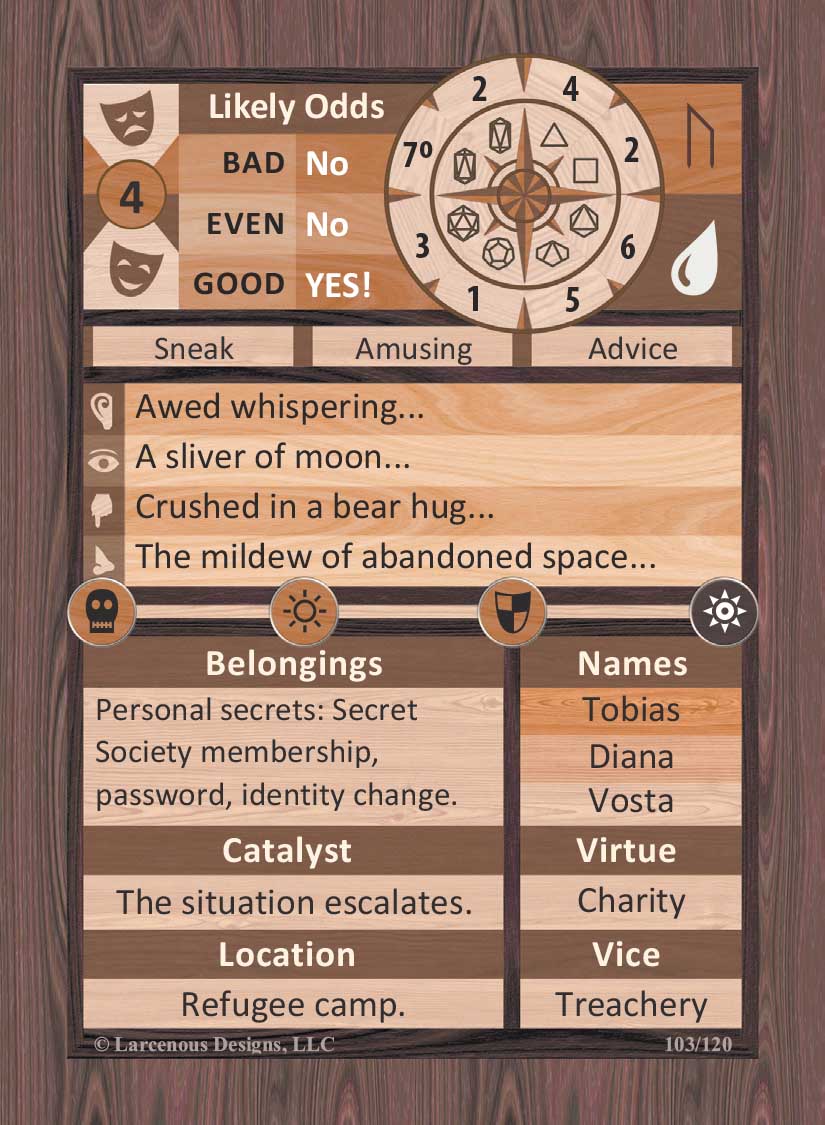 Likely Odds
4
BAD No
EVEN No
GOOD YES!
2
4
7⁰
2
3
6
1
5
Sneak
Amusing
Advice
Awed whispering...
A sliver of moon...
Crushed in a bear hug...
The mildew of abandoned space...
Belongings
Personal secrets: Secret
Society membership,
password, identity change.
Names
Tobias
Diana
Vosta
Catalyst
The situation escalates.
Virtue
Charity
Location
Refugee camp.
Vice
Treachery
© Larcenous Designs, LLC
103/120